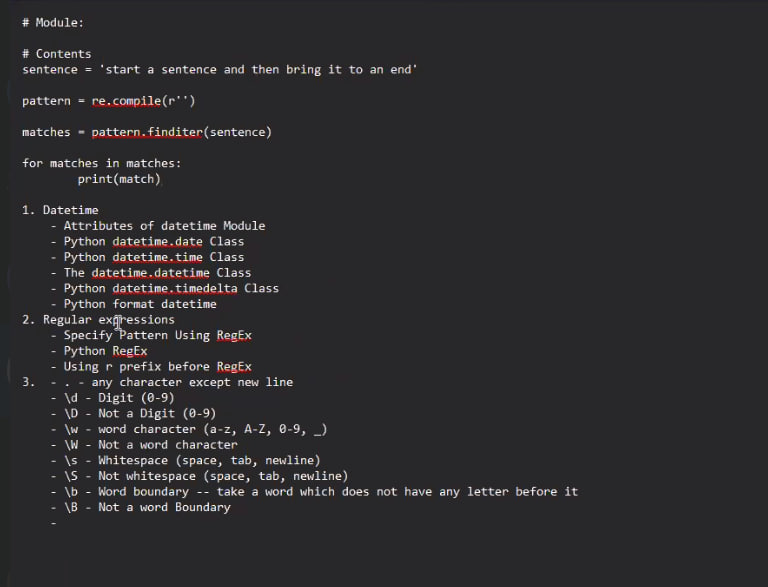 # Module:
# Contents
sentence = 'start a sentence and then bring it to an end'
pattern = re.compile(r'')
matches = pattern.finditer(sentence)
for matches in matches:
print(match)
1. Datetime
- Attributes of datetime Module
- Python datetime.date Class
- Python datetime.time Class
- The datetime.datetime Class
- Python datetime.timedelta Class
- Python format datetime
2. Regular expressions
- Specify Pattern Using RegEx
- Python RegEx
- Using r prefix before RegEx
3. - . - any character except new line
- \d - Digit (0-9)
- \D - Not a Digit (0-9)
- \w - word character (a-z, A-Z, 0-9, _)
- \W - Not a word character
- \s - Whitespace (space, tab, newline)
- \S - Not whitespace (space, tab, newline)
- \b - Word boundary -- take a word which does not have any letter before it
- \B - Not a word Boundary
-